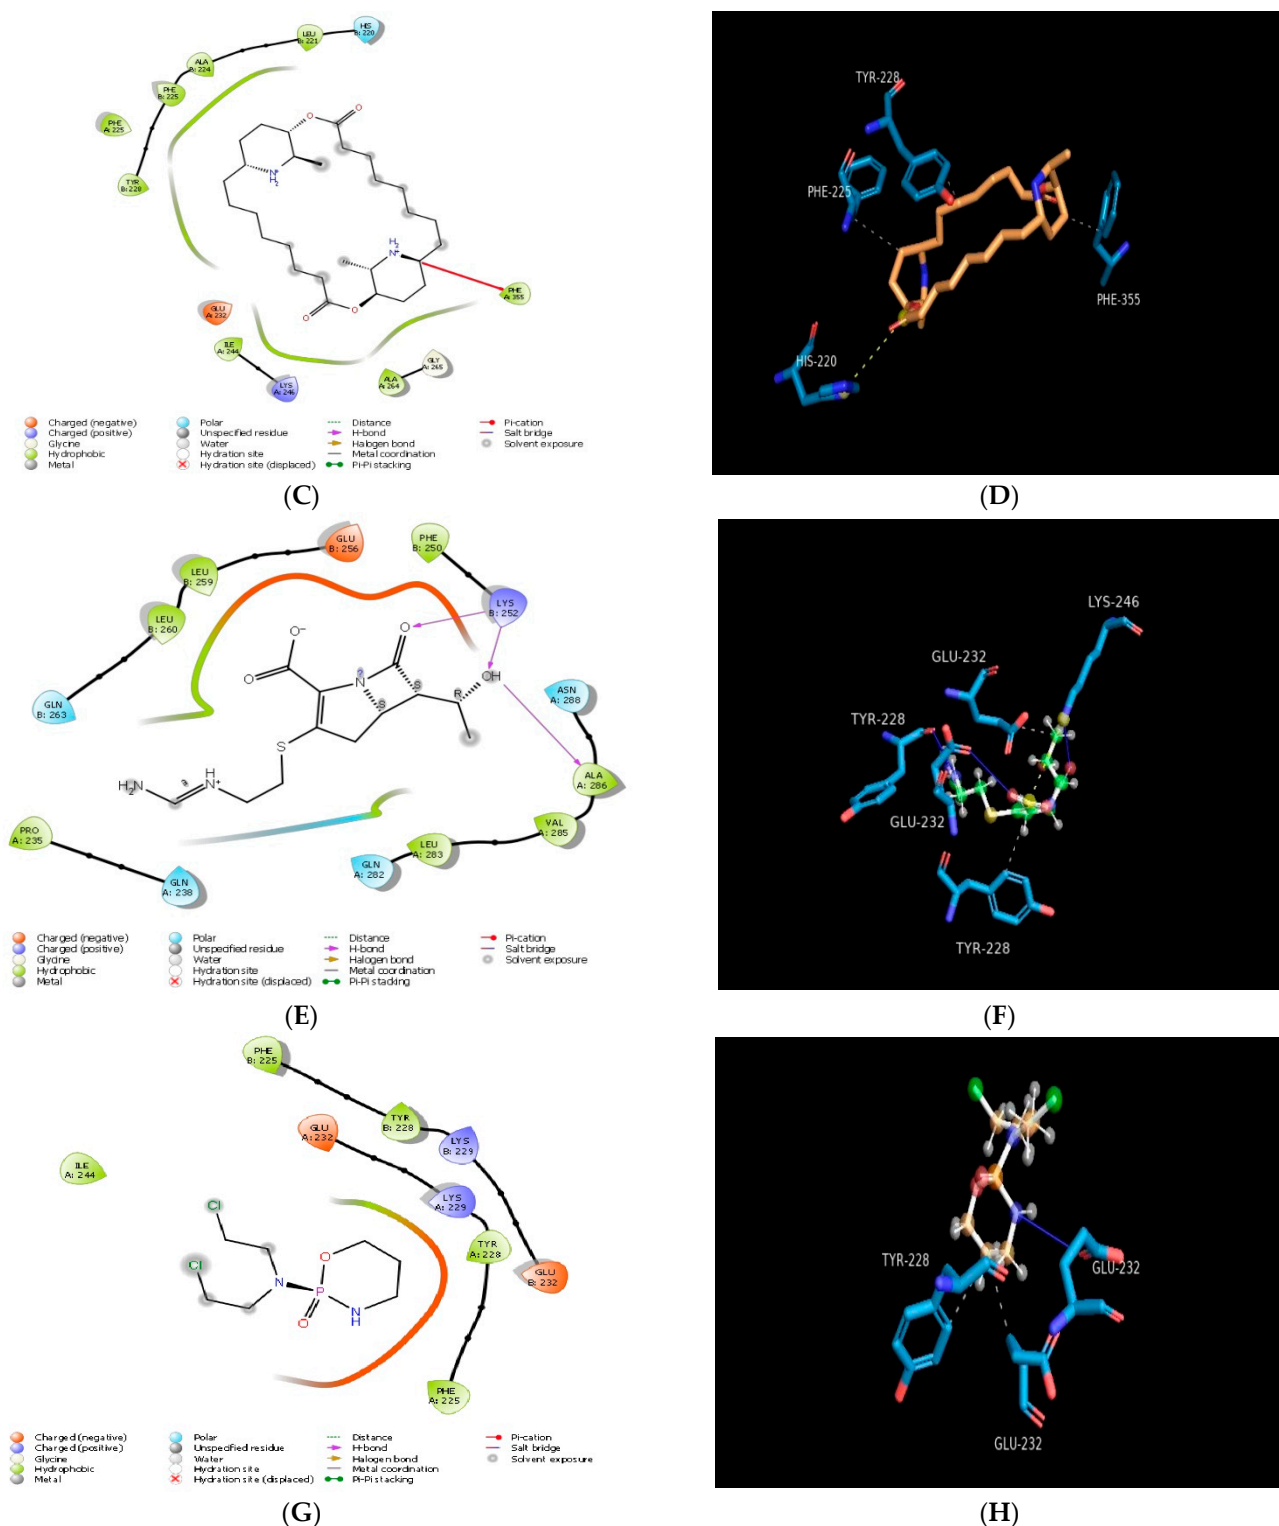 HIS
B: 220
LEU
B: 221
ALA
A: 224
PHE
B: 225
PHE
A: 225
TYR
B: 228
O
O
N
H2
+
H2
N
+
O
O
PHE
A: 355
GLU
A: 232
ILE
A: 244
LYS
A: 246
ALA
A: 264
GLY
A: 265
Charged (negative)
Charged (positive)
Glycine
Hydrophobic
Metal
Polar
Unspecified residue
Water
Hydration site
Hydration site (displaced)
Distance
H-bond
Halogen bond
Metal coordination
Pi-Pi stacking
Pi-cation
Salt bridge
Solvent exposure
(C)
TYR-228
PHE-225
PHE-355
HIS-220
(D)
GLU
B: 256
PHE
B: 250
LEU
B: 259
LYS
B: 252
LEU
B: 260
GLN
B: 263
O-
O
O
N
S
S
R
OH
S
H2N
H
N+
ASN
A: 288
ALA
A: 286
VAL
A: 285
LEU
A: 283
GLN
A: 282
PRO
A: 235
GLN
A: 238
Charged (negative)
Charged (positive)
Glycine
Hydrophobic
Metal
Polar
Unspecified residue
Water
Hydration site
Hydration site (displaced)
Distance
H-bond
Halogen bond
Metal coordination
Pi-Pi stacking
Pi-cation
Salt bridge
Solvent exposure
(E)
LYS-246
GLU-232
TYR-228
GLU-232
TYR-228
(F)
PHE
B: 225
GLU
A: 232
TYR
B: 228
LYS
B: 229
ILE
A: 244
LYS
A: 229
TYR
A: 228
GLU
B: 232
PHE
A: 225
Cl
Cl
N
O
P
O
N
H
Charged (negative)
Charged (positive)
Glycine
Hydrophobic
Metal
Polar
Unspecified residue
Water
Hydration site
Hydration site (displaced)
Distance
H-bond
Halogen bond
Metal coordination
Pi-Pi stacking
Pi-cation
Salt bridge
Solvent exposure
(G)
TYR-228
GLU-232
GLU-232
(H)